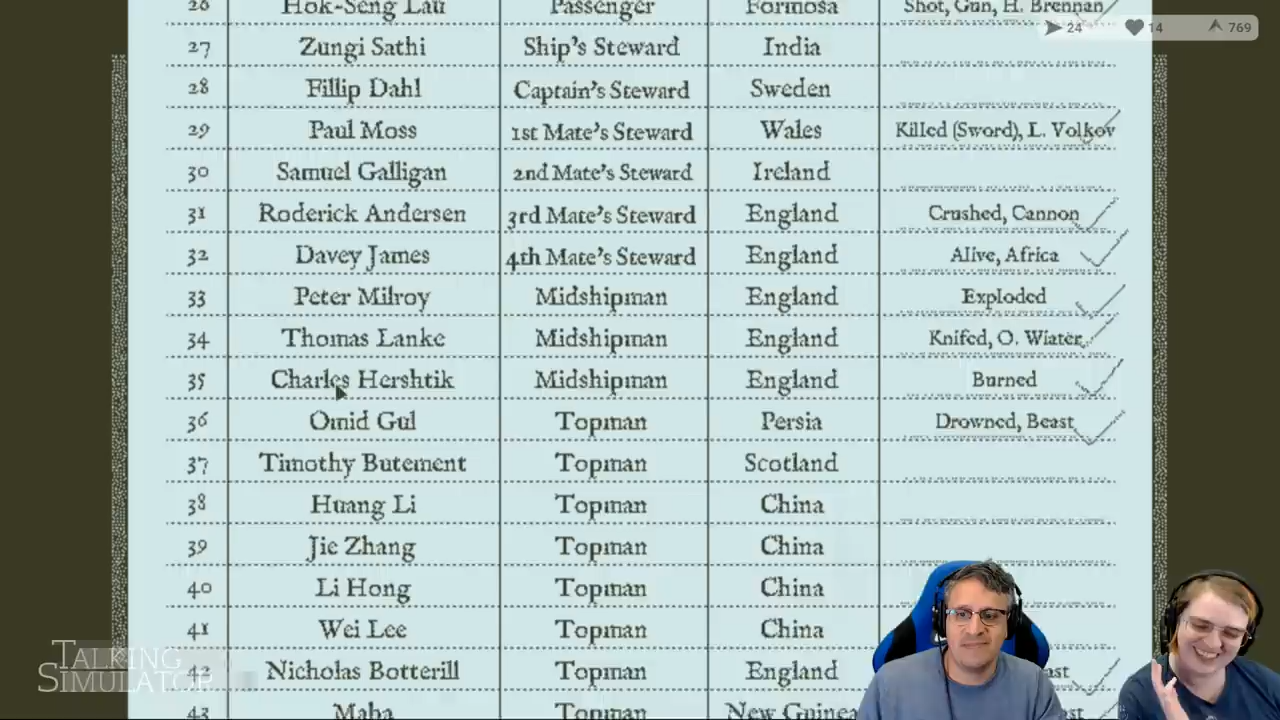 26 Hok-Seng Lau Passenger Formosa Shot, Gun, H. Brennan
24 14 769
27 Zungi Sathi Ship's Steward India
28 Fillip Dahl Captain's Steward Sweden
29 Paul Moss 1st Mate's Steward Wales Killed (Sword), L. Volkov
30 Samuel Galligan 2nd Mate's Steward Ireland
31 Roderick Andersen 3rd Mate's Steward England Crushed, Cannon
32 Davey James 4th Mate's Steward England Alive, Africa
33 Peter Milroy Midshipman England Exploded
34 Thomas Lanke Midshipman England Knifed, O. Wiater
35 Charles Hershtik Midshipman England Burned
36 Omid Gul Topman Persia Drowned, Beast
37 Timothy Butement Topman Scotland
38 Huang Li Topman China
39 Jie Zhang Topman China
40 Li Hong Topman China
41 Wei Lee Topman China
42 Nicholas Botterill Topman England
43 Maba Topman New Guinea
TALKING
SIMULATOR